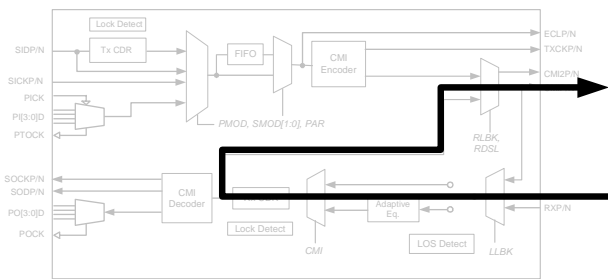 Lock Detect
SIDP/N
Tx CDR
FIFO
CMI
Encoder
ECLP/N
TXCKP/N
CMI2P/N
SICKP/N
PICK
PI[3:0]D
PTOCK
PMOD, SMOD[1:0], PAR
RLBK,
RDSL
SOCKP/N
SODP/N
PO[3:0]D
POCK
CMI
Decoder
Lock Detect
Adaptive
Eq.
CMI
LOS Detect
LLBK
RXP/N